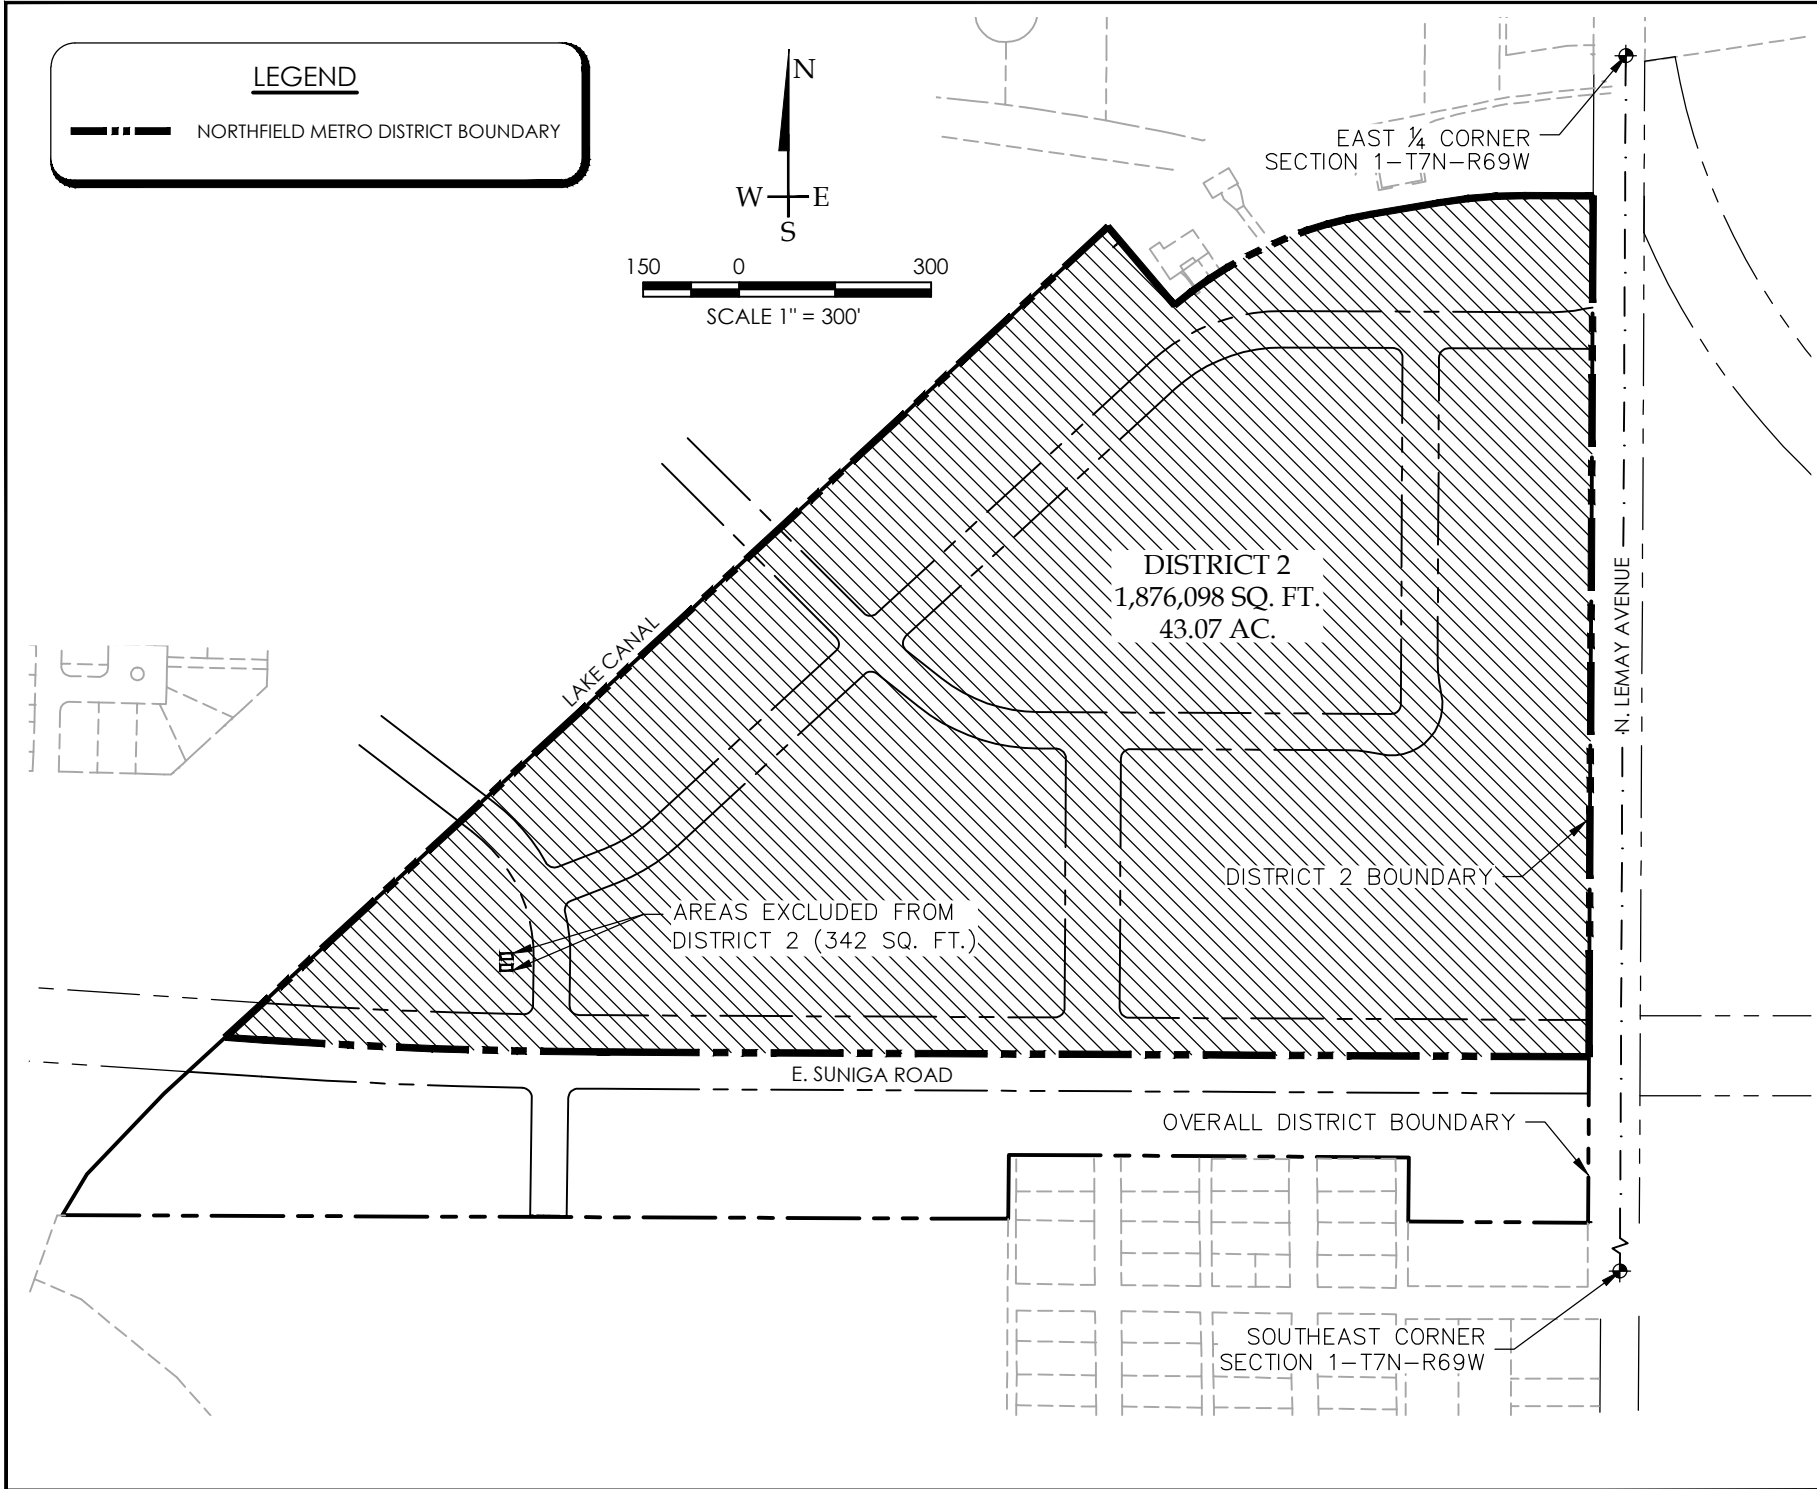 LEGEND
NORTHFIELD METRO DISTRICT BOUNDARY
N
W E
S
150 0 300
SCALE 1" = 300'
EAST ¼ CORNER
SECTION 1-T7N-R69W
DISTRICT 2
1,876,098 SQ. FT.
43.07 AC.
N. LEMAY AVENUE
LAKE CANAL
DISTRICT 2 BOUNDARY
AREAS EXCLUDED FROM
DISTRICT 2 (342 SQ. FT.)
E. SUNIGA ROAD
OVERALL DISTRICT BOUNDARY
SOUTHEAST CORNER
SECTION 1-T7N-R69W